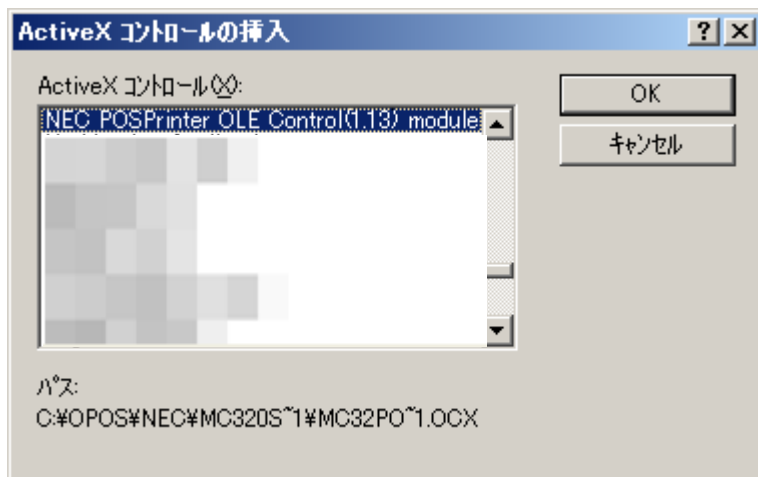 ActiveX コントロールの挿入
ActiveX コントロール(X):
NEC POSPrinter OLE Control(1.13) module
OK
キャンセル
パス:
C:¥OPOS¥NEC¥MC320S~1¥MC32PO~1.OCX